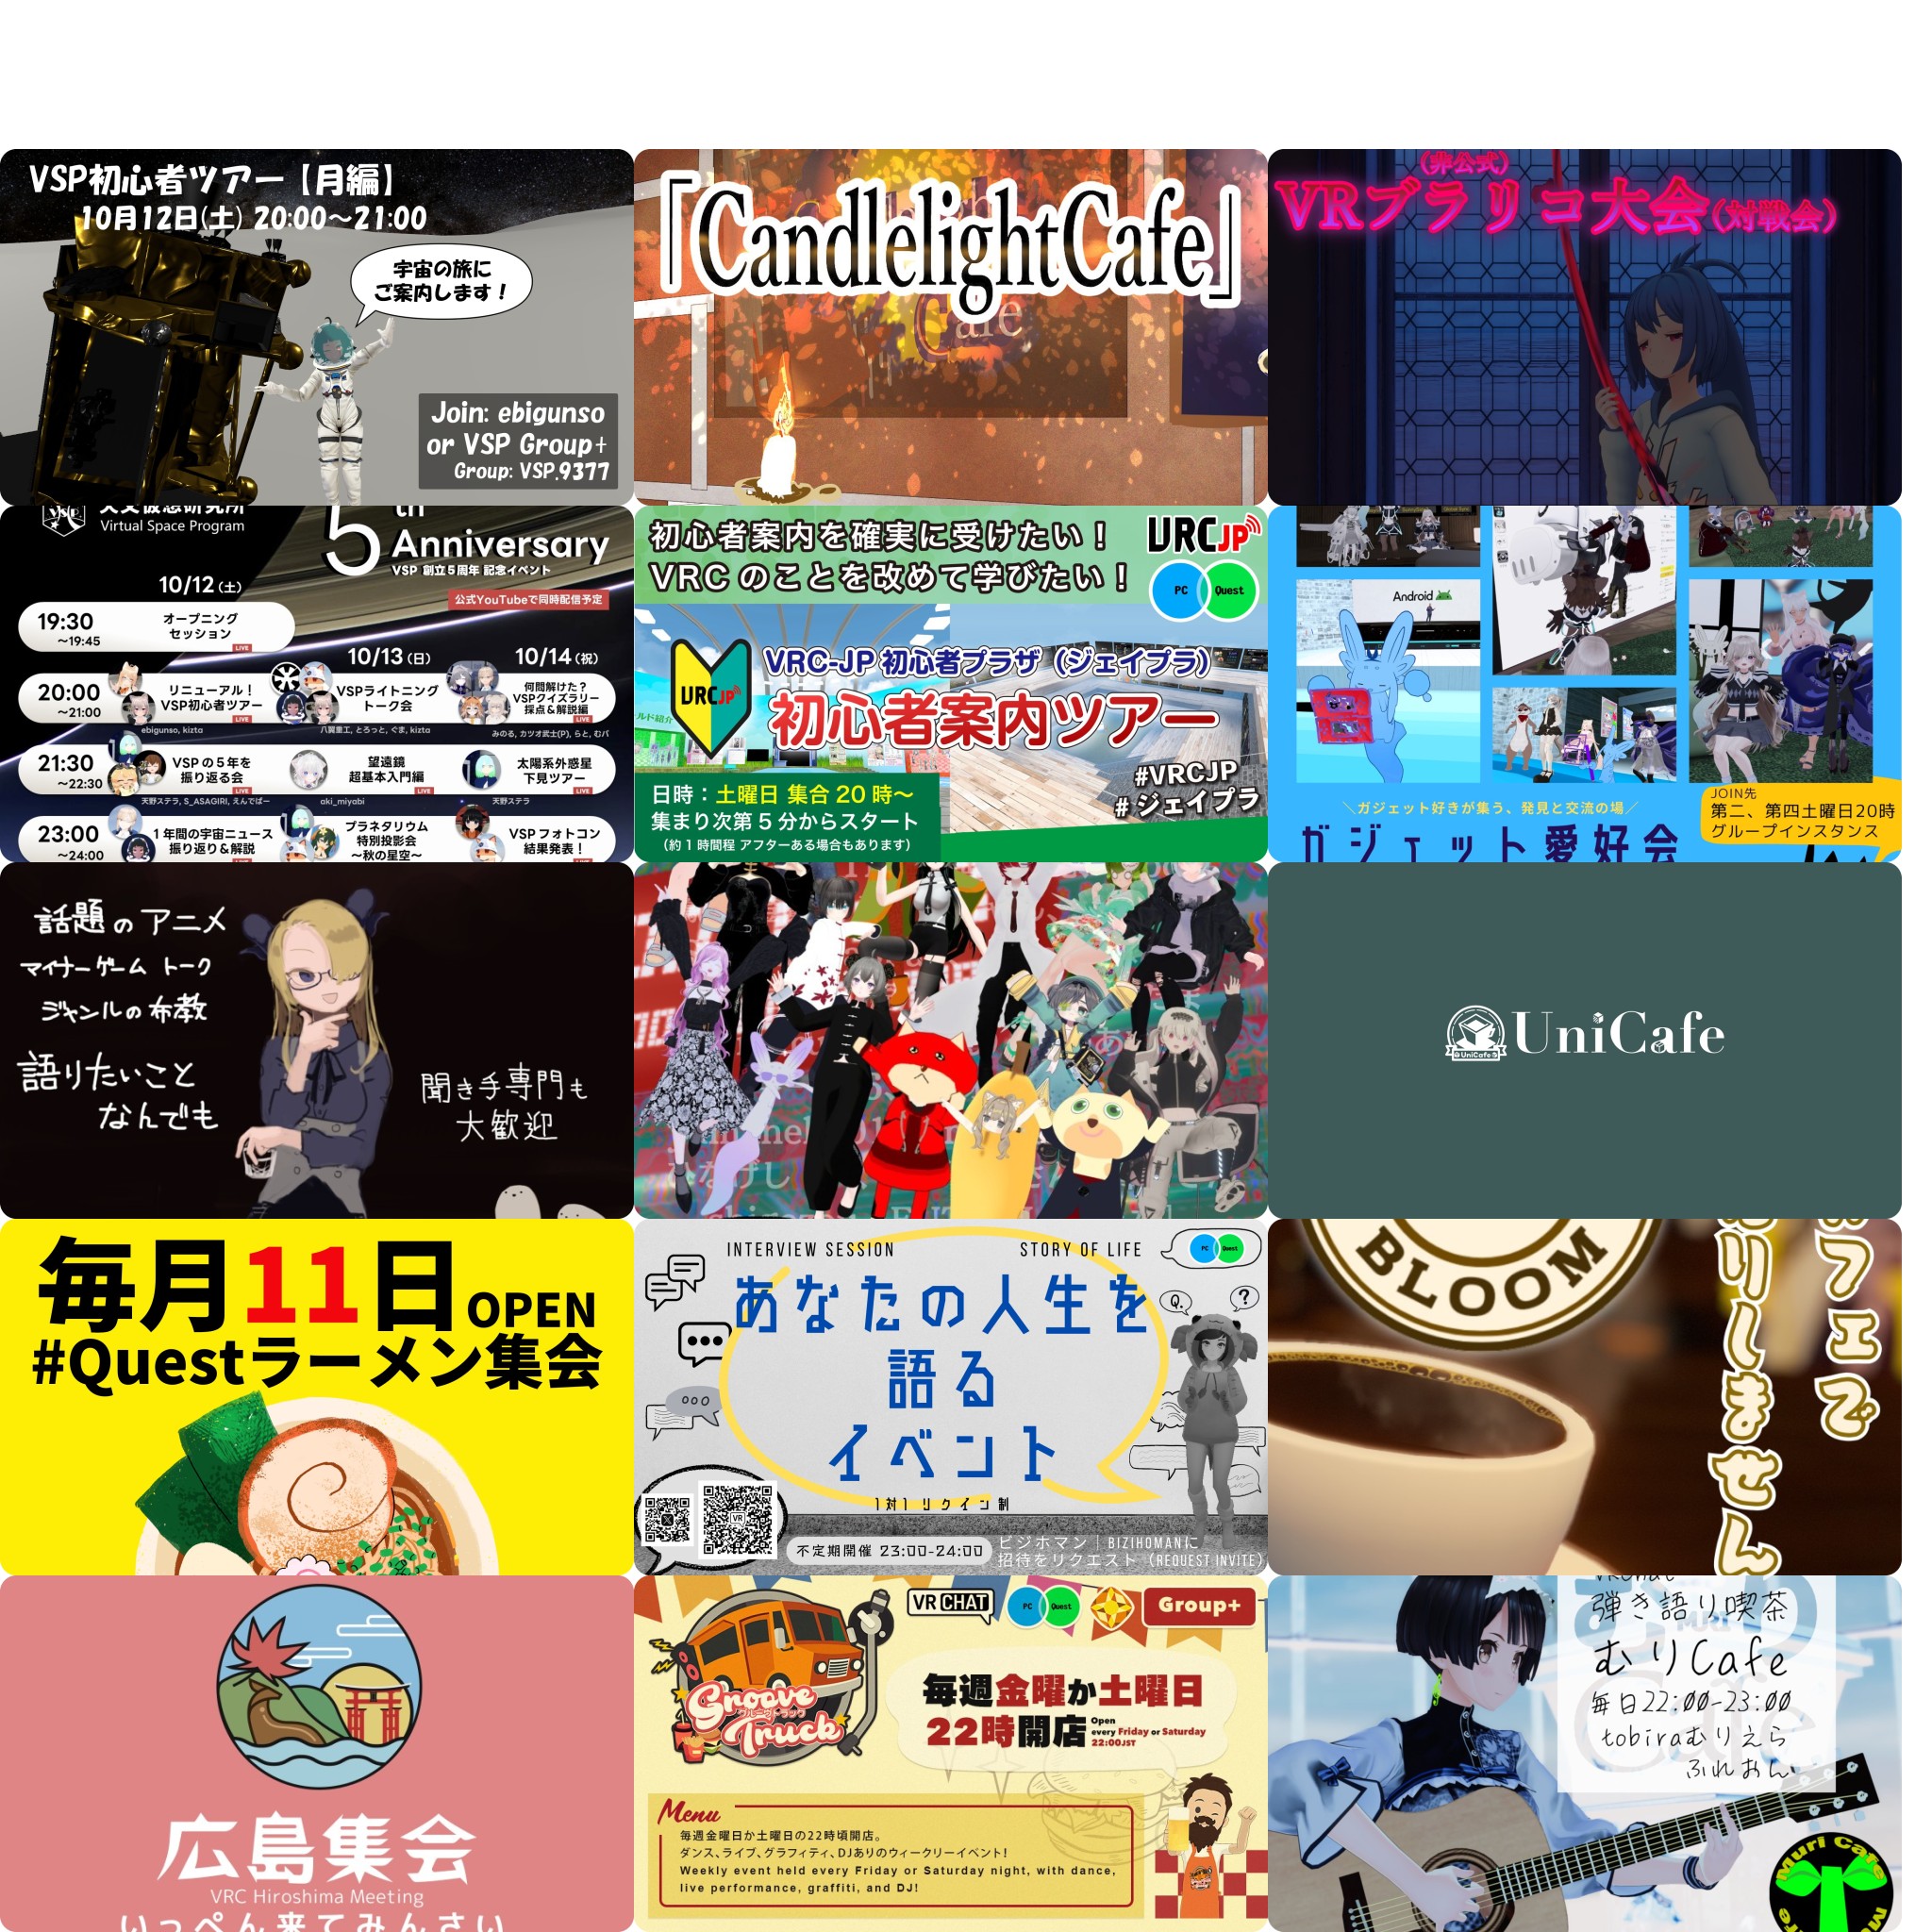 VSP初心者ツアー【月編】
10月12日(土) 20:00～21:00
宇宙の旅に
ご案内します！
Join: ebigunso
or VSP Group+
Group: VSP.9377
「CandlelightCafe」
Cafe
(非公式)
VRブラリコ大会(対戦会)
Virtual Space Program
5th
Anniversary
VSP 創立5周年 記念イベント
公式YouTubeで同時配信予定
10/12(土)
19:30
～19:45
オープニング
セッション
LIVE
10/13(日)
10/14(祝)
20:00
～21:00
リニューアル！
VSP初心者ツアー
LIVE
ebigunso, kizta
VSPライトニング
トーク会
LIVE
八翼重工, とろっと, ぐま, kizta
何問解けた？
VSPクイズラリー
採点＆解説編
LIVE
みのる, カツオ武士(P), らと, むパ
21:30
～22:30
VSPの5年を
振り返る会
LIVE
天野ステラ, S_ASAGIRI, えんでばー
望遠鏡
超基本入門編
LIVE
aki_miyabi
太陽系外惑星
下見ツアー
LIVE
天野ステラ
23:00
～24:00
1年間の宇宙ニュース
振り返り＆解説
プラネタリウム
特別投影会
～秋の星空～
VSPフォトコン
結果発表！
初心者案内を確実に受けたい！
VRCのことを改めて学びたい！
VRCJP
PC
Quest
VRC-JP 初心者プラザ（ジェイプラ）
VRCJP
初心者案内ツアー
#VRCJP
#ジェイプラ
日時：土曜日 集合20時～
集まり次第5分からスタート
（約1時間程 アフターある場合もあります）
Android
＼ガジェット好きが集う、発見と交流の場／
ガジェット愛好会
JOIN先
第二、第四土曜日20時
グループインスタンス
話題のアニメ
マイナーゲーム トーク
ジャンルの布教
語りたいこと
なんでも
聞き手専門も
大歓迎
UniCafe
UniCafe
毎月11日OPEN
#Questラーメン集会
INTERVIEW SESSION
STORY OF LIFE
PC
Quest
あなたの人生を
語る
イベント
Q.
?
1対1 リクイン制
VR
不定期開催 23:00-24:00
ビジホマン｜BIZIHOMANに
招待をリクエスト（REQUEST INVITE）
BLOOM
フェで
りしません
広島集会
VRC Hiroshima Meeting
いっぺん来てみんさい
VRCHAT
PC
Quest
Group+
Groove
グルーヴトラック
Truck
毎週金曜か土曜日
22時開店
Open
every Friday or Saturday
22:00JST
Menu
毎週金曜日か土曜日の22時頃開店。
ダンス、ライブ、グラフィティ、DJありのウィークリーイベント！
Weekly event held every Friday or Saturday night, with dance,
live performance, graffiti, and DJ!
VRChat
弾き語り喫茶
むりCafe
毎日22:00-23:00
tobiraむりえら
ふれおん
Muri Cafe